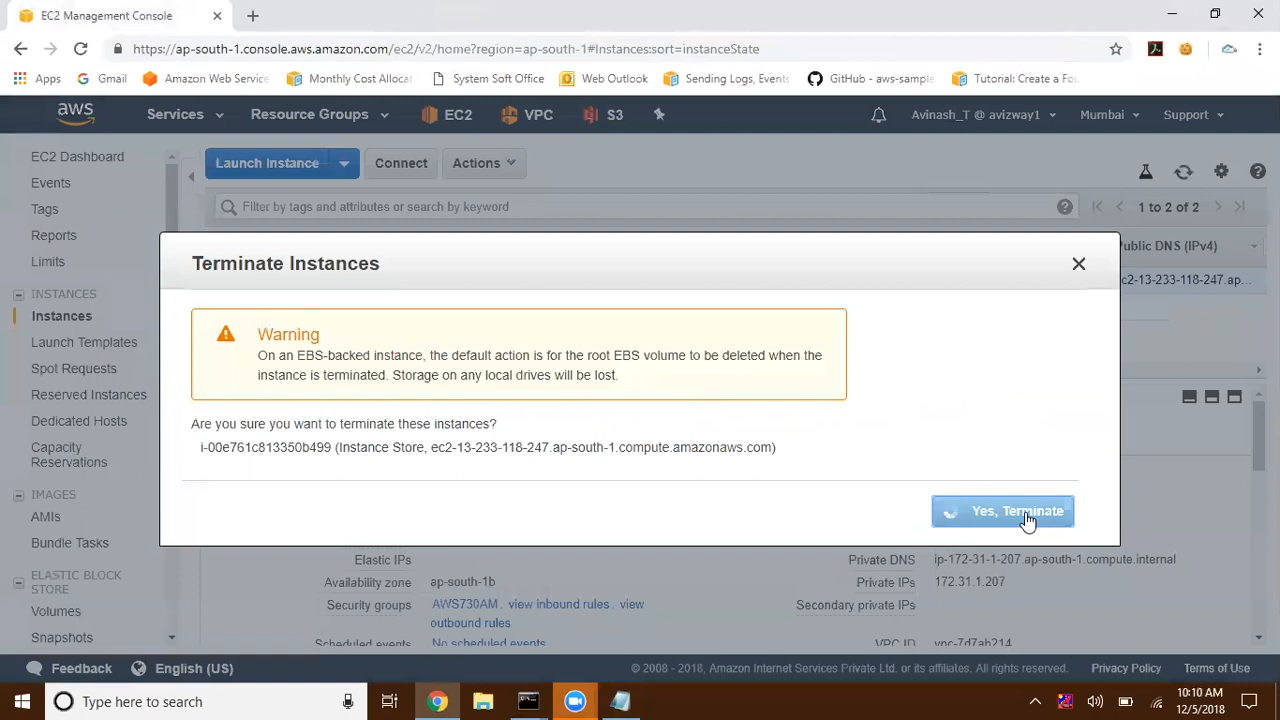 EC2 Management Console
https://ap-south-1.console.aws.amazon.com/ec2/v2/home?region=ap-south-1#Instances:sort=instanceState
Apps Gmail Amazon Web Service Monthly Cost Allocat System Soft Office Web Outlook Sending Logs, Events GitHub - aws-sample Tutorial: Create a Fou
aws Services Resource Groups EC2 VPC S3 Avinash_T @ avizway1 Mumbai Support
EC2 Dashboard
Events
Tags
Reports
Limits
INSTANCES
Instances
Launch Templates
Spot Requests
Reserved Instances
Dedicated Hosts
Capacity
Reservations
IMAGES
AMIs
Bundle Tasks
ELASTIC BLOCK
STORE
Volumes
Snapshots
Launch Instance Connect Actions
Filter by tags and attributes or search by keyword 1 to 2 of 2
Public DNS (IPv4)
ec2-13-233-118-247.ap...
Terminate Instances
Warning
On an EBS-backed instance, the default action is for the root EBS volume to be deleted when the
instance is terminated. Storage on any local drives will be lost.
Are you sure you want to terminate these instances?
i-00e761c813350b499 (Instance Store, ec2-13-233-118-247.ap-south-1.compute.amazonaws.com)
Yes, Terminate
Elastic IPs Private DNS ip-172-31-1-207.ap-south-1.compute.internal
Availability zone ap-south-1b Private IPs 172.31.1.207
Security groups AWS730AM. view inbound rules. view Secondary private IPs
outbound rules
Scheduled events No scheduled events VPC ID vpc-7d7ab214
Feedback English (US) © 2008 - 2018, Amazon Internet Services Private Ltd. or its affiliates. All rights reserved. Privacy Policy Terms of Use
Type here to search 10:10 AM
12/5/2018